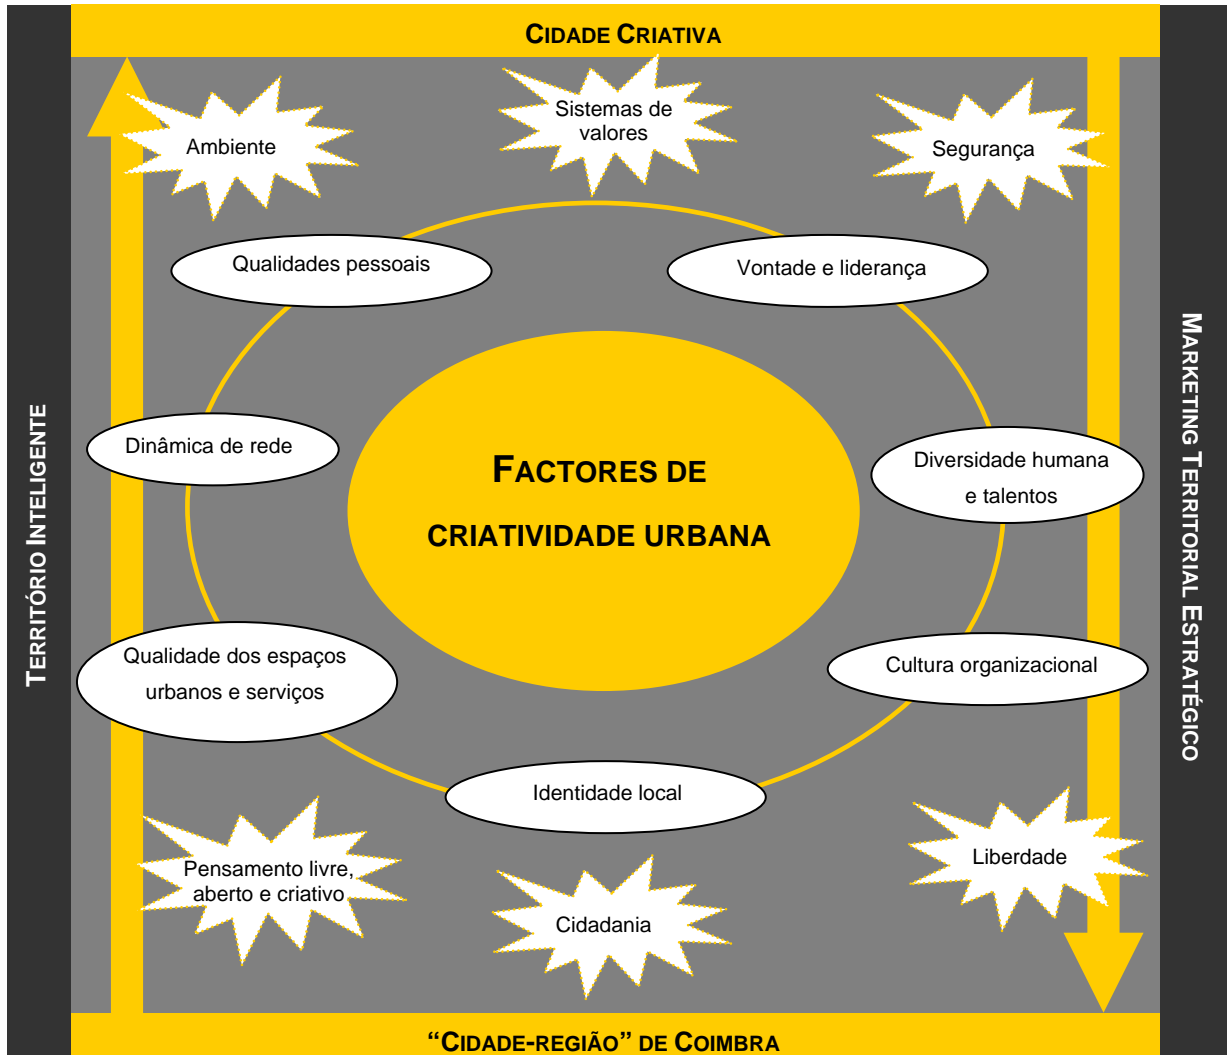 CIDADE CRIATIVA
Ambiente
Sistemas de
valores
Segurança
Qualidades pessoais
Vontade e liderança
TERRITÓRIO INTELIGENTE
MARKETING TERRITORIAL ESTRATÉGICO
Dinâmica de rede
FACTORES DE
CRIATIVIDADE URBANA
Diversidade humana
e talentos
Qualidade dos espaços
urbanos e serviços
Cultura organizacional
Identidade local
Pensamento livre,
aberto e criativo
Cidadania
Liberdade
“CIDADE-REGIÃO” DE COIMBRA